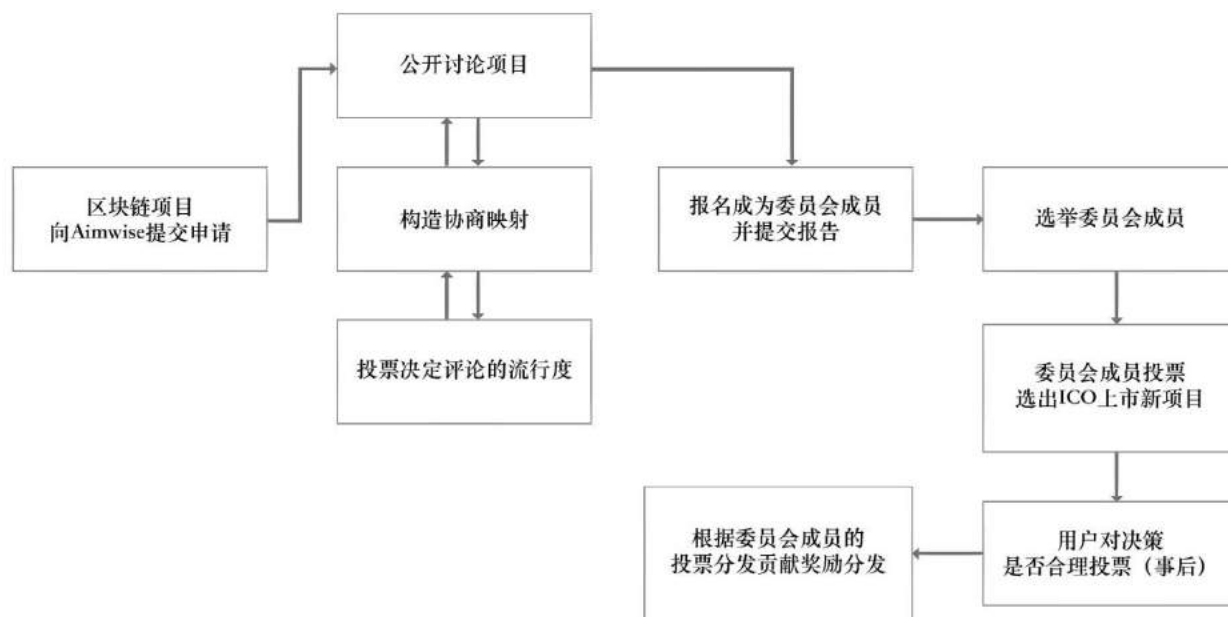 公开讨论项目
区块链项目
向Aimwise提交申请
构造协商映射
报名成为委员会成员
并提交报告
选举委员会成员
投票决定评论的流行度
委员会成员投票
选出ICO上市新项目
根据委员会成员的
投票分发贡献奖励分发
用户对决策
是否合理投票（事后）